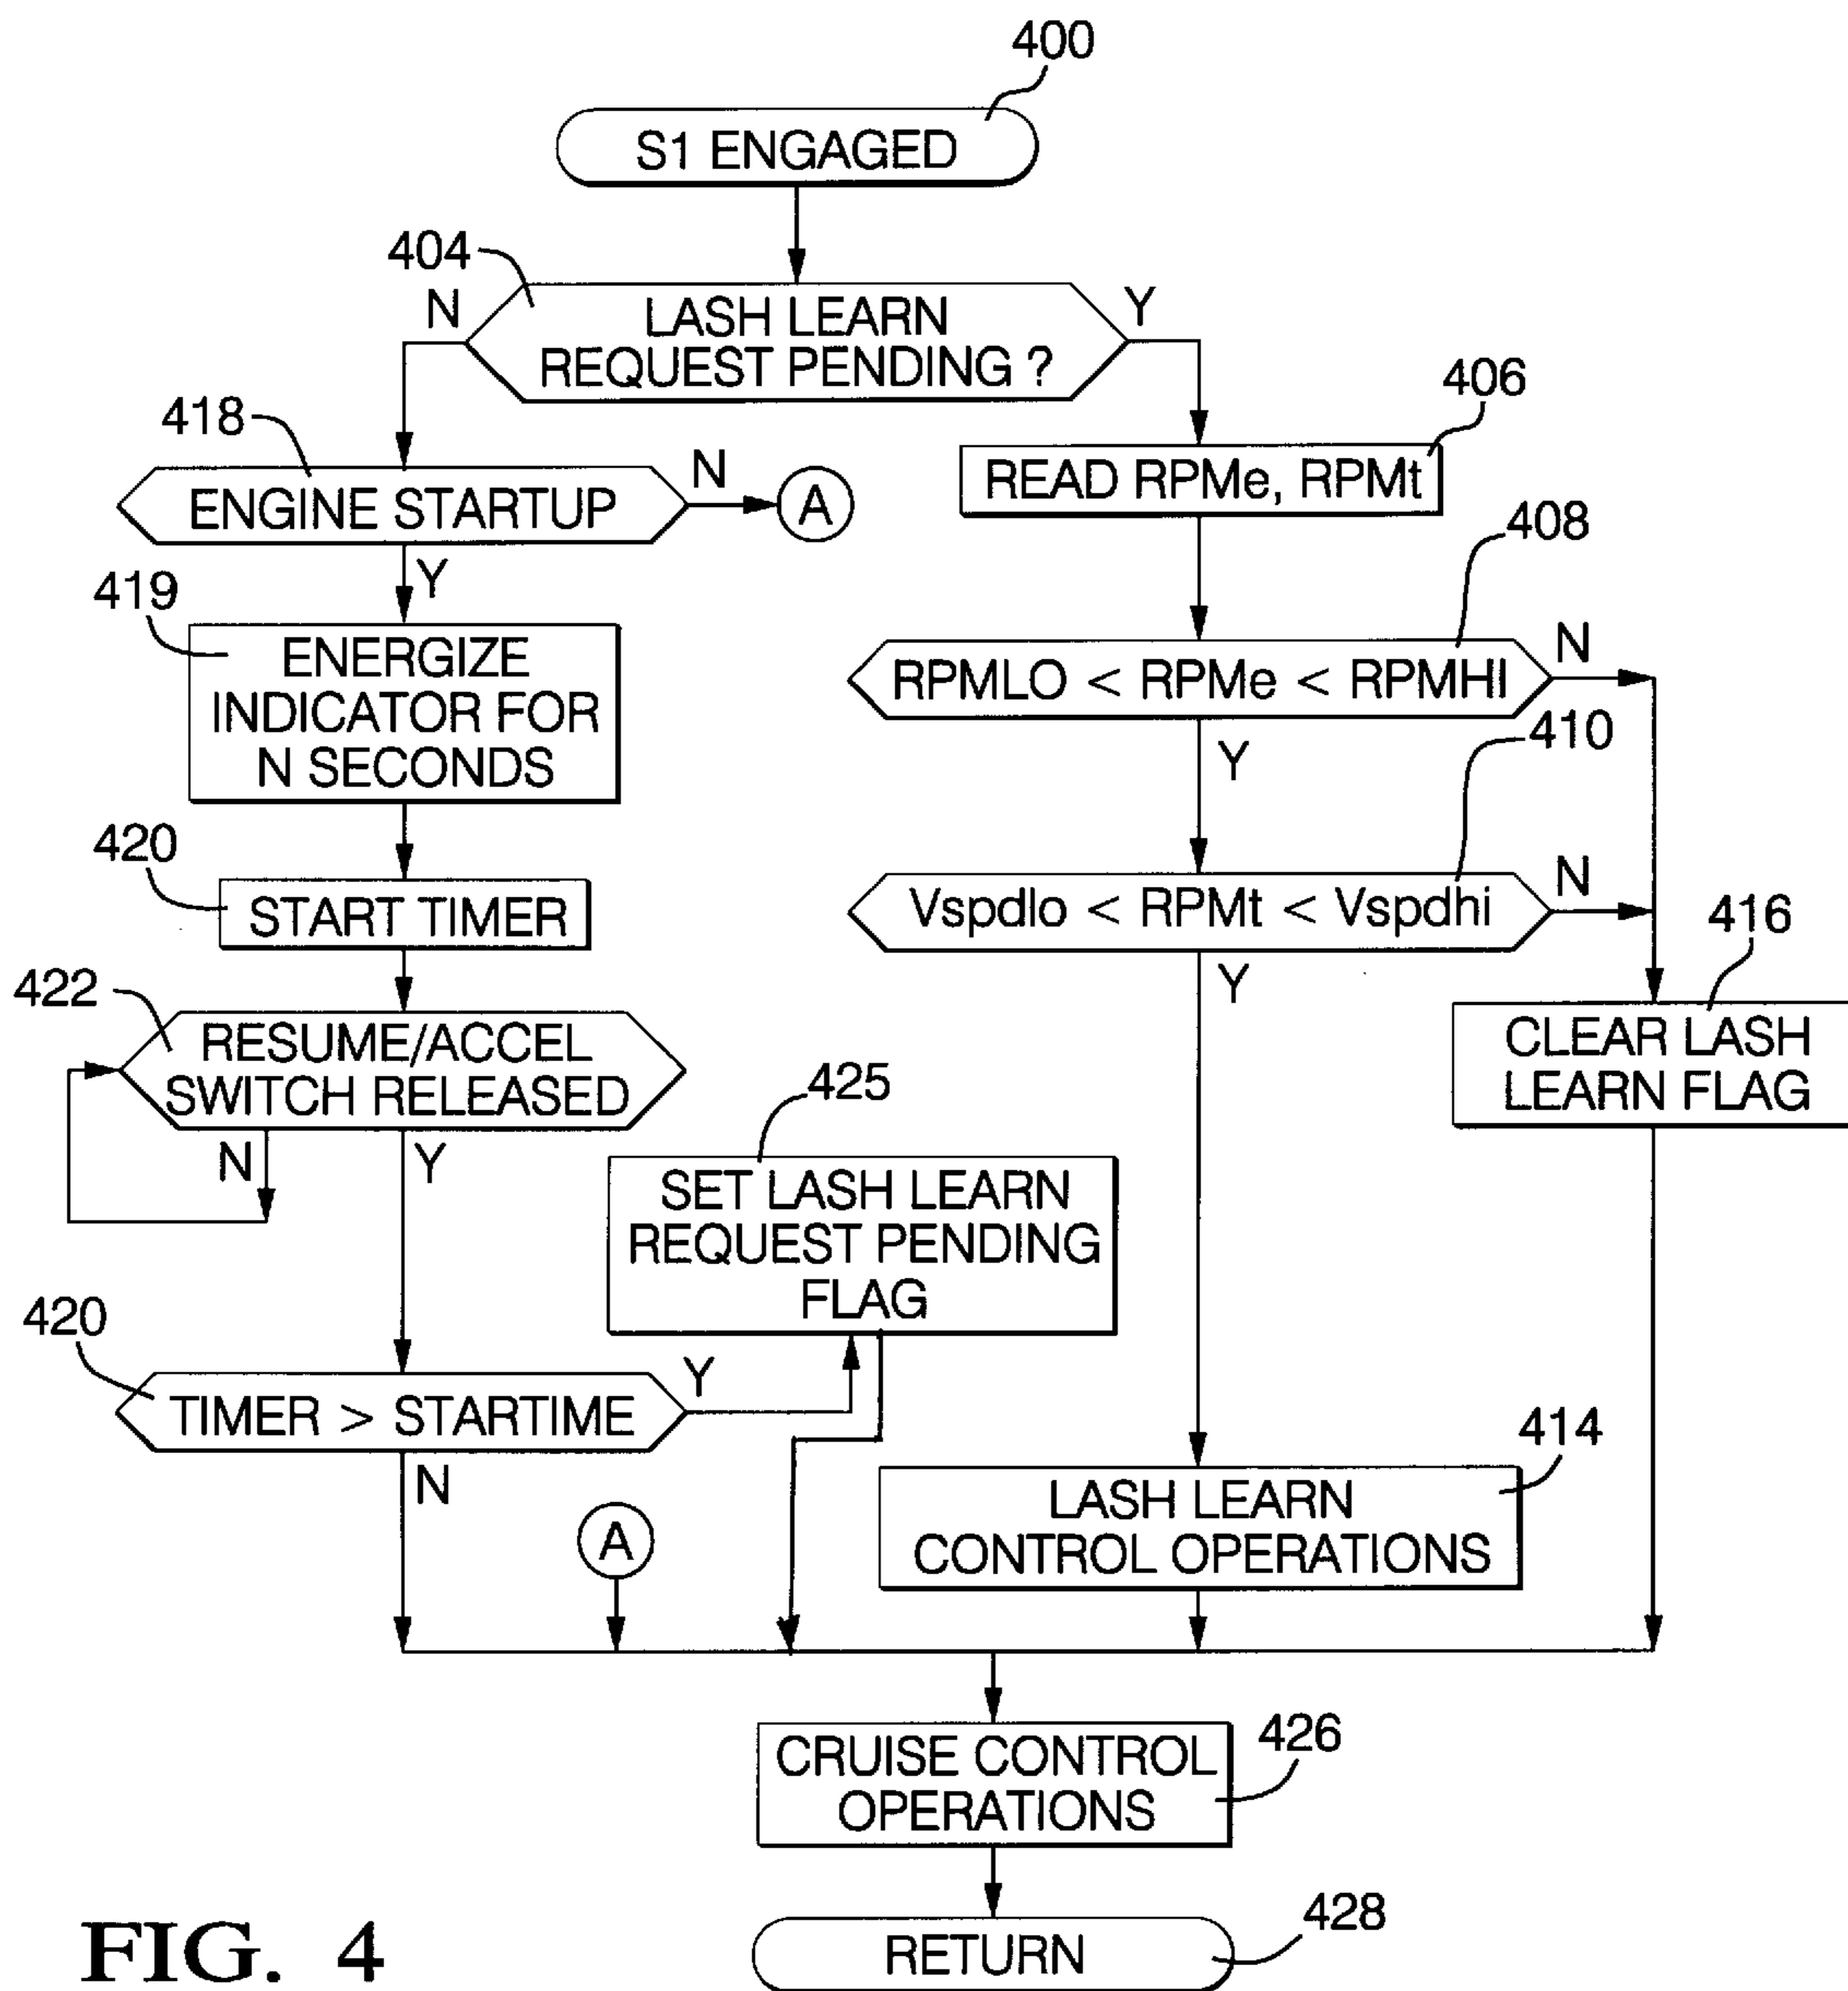 400
S1 ENGAGED
404
N
LASH LEARN
REQUEST PENDING ?
Y
418
ENGINE STARTUP
N
A
406
READ RPMe, RPMt
Y
419
ENERGIZE
INDICATOR FOR
N SECONDS
408
RPMLO < RPMe < RPMHI
N
Y
410
420
START TIMER
Vspdlo < RPMt < Vspdhi
N
Y
416
CLEAR LASH
LEARN FLAG
422
RESUME/ACCEL
SWITCH RELEASED
N
Y
425
SET LASH LEARN
REQUEST PENDING
FLAG
420
TIMER > STARTIME
Y
N
A
414
LASH LEARN
CONTROL OPERATIONS
426
CRUISE CONTROL
OPERATIONS
428
RETURN
FIG. 4